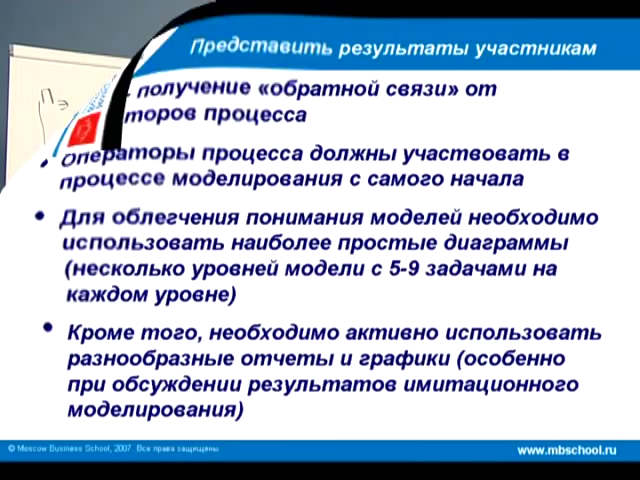 Представить результаты участникам
получение «обратной связи» от
торов процесса
Операторы процесса должны участвовать в
процессе моделирования с самого начала
Для облегчения понимания моделей необходимо
использовать наиболее простые диаграммы
(несколько уровней модели с 5-9 задачами на
каждом уровне)
Кроме того, необходимо активно использовать
разнообразные отчеты и графики (особенно
при обсуждении результатов имитационного
моделирования)
© Moscow Business School, 2007. Все права защищены
www.mbschool.ru